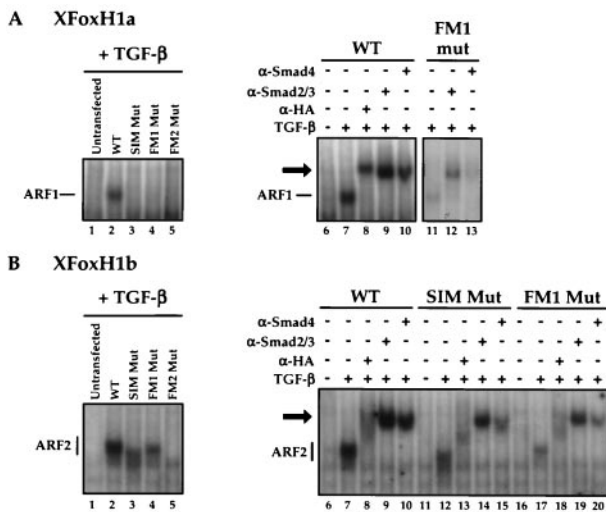 A XFoxH1a
+ TGF-β
Untransfected
WT
SIM Mut
FM1 Mut
FM2 Mut
ARF1
1 2 3 4 5
WT
FM1
mut
α-Smad4 - - - - + - - +
α-Smad2/3 - - - + - - + -
α-HA - - + - -
TGF-β - + + + + + + +
ARF1
6 7 8 9 10 11 12 13
B XFoxH1b
+ TGF-β
Untransfected
WT
SIM Mut
FM1 Mut
FM2 Mut
ARF2
1 2 3 4 5
WT SIM Mut FM1 Mut
α-Smad4 - - - - + - - - - + - - - - +
α-Smad2/3 - - - + - - - - + - - - - + -
α-HA - - + - - - - + - - - - + - -
TGF-β - + + + + - + + + + - + + + +
ARF2
6 7 8 9 10 11 12 13 14 15 16 17 18 19 20